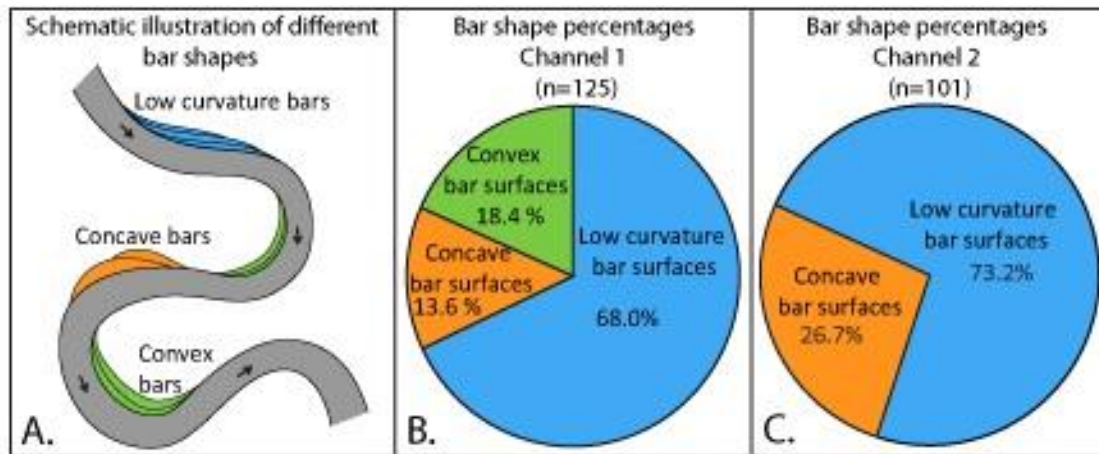 Schematic illustration of different
bar shapes
Low curvature bars
Concave bars
Convex
bars
A.
Bar shape percentages
Channel 1
(n=125)
Convex
bar surfaces
18.4 %
Concave
bar surfaces
13.6 %
Low curvature
bar surfaces
68.0%
B.
Bar shape percentages
Channel 2
(n=101)
Low curvature
bar surfaces
73.2%
Concave
bar surfaces
26.7%
C.